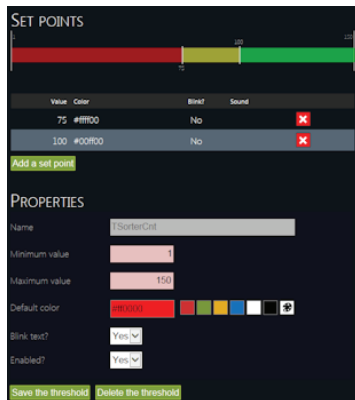 SET POINTS
1
100
150
75
Value Color Blink? Sound
75 #ffff00 No
100 #00ff00 No
Add a set point
PROPERTIES
Name TSorterCnt
Minimum value 1
Maximum value 150
Default color #ff0000
Blink text? Yes
Enabled? Yes
Save the threshold Delete the threshold